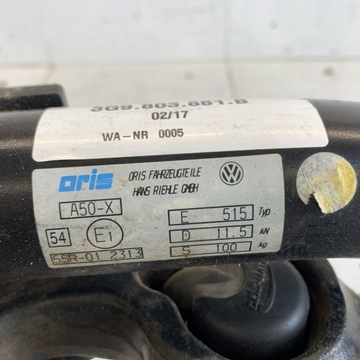 3G9.803.881.B
02/17
WA-NR 0005
oris ORIS FAHRZEUGTEILE
HANS RIEHLE GMBH
A50-X E 515 Typ
54 E1 D 11.5 kN
55R-01 2313 S 100 kg